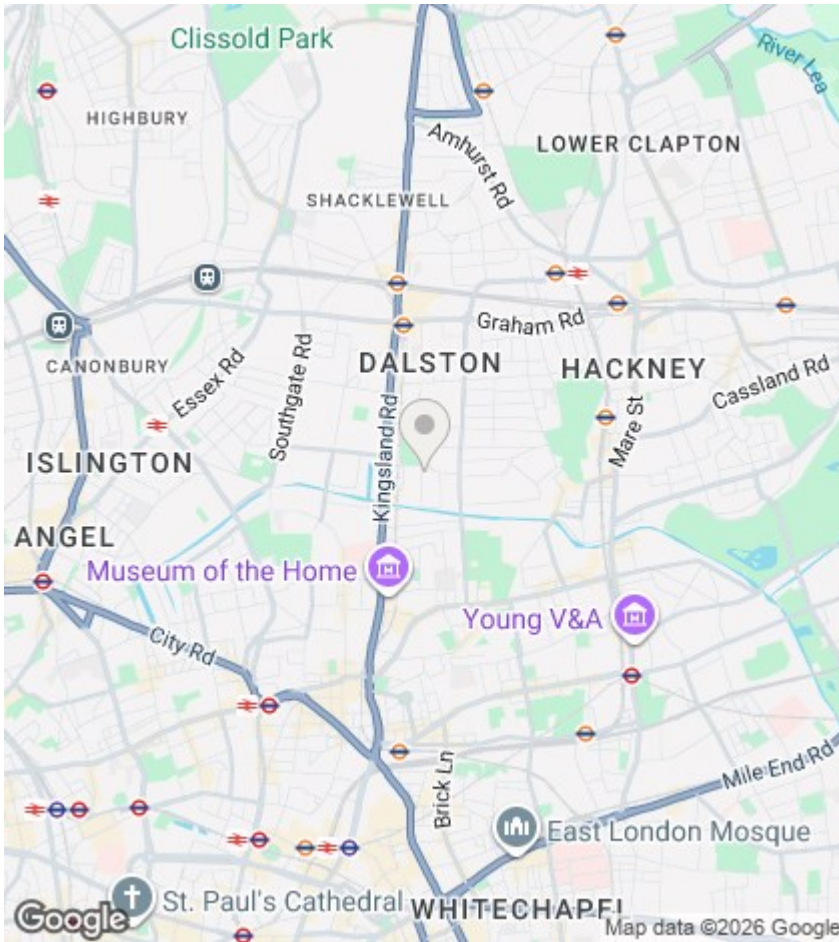 Clissold Park
River Lea
HIGHBURY
Amhurst Rd
LOWER CLAPTON
SHACKLEWELL
Graham Rd
CANONBURY
Essex Rd
Southgate Rd
DALSTON
HACKNEY
Cassland Rd
Kingsland Rd
Mare St
ISLINGTON
ANGEL
Museum of the Home
Young V&A
City Rd
Brick Ln
Mile End Rd
East London Mosque
St. Paul's Cathedral
WHITECHAPEL
Google
Map data ©2026 Google